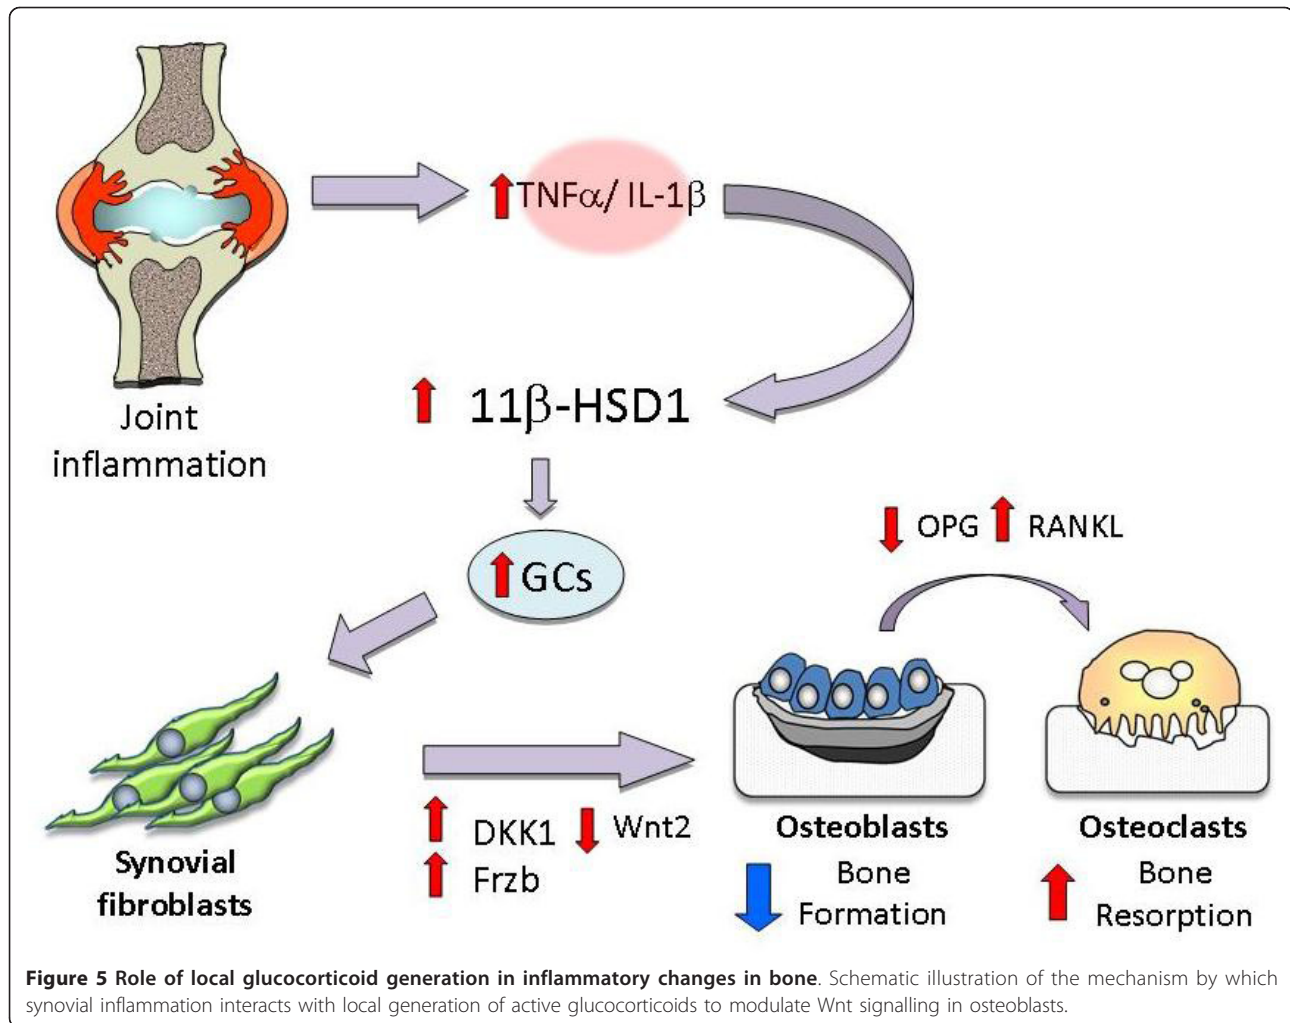 TNFα/ IL-1β
Joint
inflammation
11β-HSD1
GCs
OPG RANKL
DKK1 Wnt2
Frzb
Synovial
fibroblasts
Osteoblasts
Bone
Formation
Osteoclasts
Bone
Resorption
Figure 5 Role of local glucocorticoid generation in inflammatory changes in bone. Schematic illustration of the mechanism by which
synovial inflammation interacts with local generation of active glucocorticoids to modulate Wnt signalling in osteoblasts.